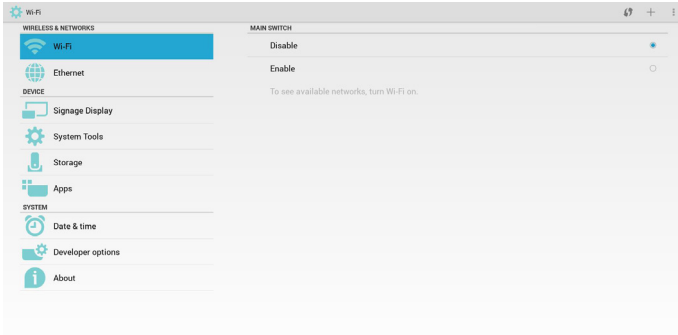 Wi-Fi
WIRELESS & NETWORKS
Wi-Fi
Ethernet
DEVICE
Signage Display
System Tools
Storage
Apps
SYSTEM
Date & time
Developer options
About
MAIN SWITCH
Disable
Enable
To see available networks, turn Wi-Fi on.